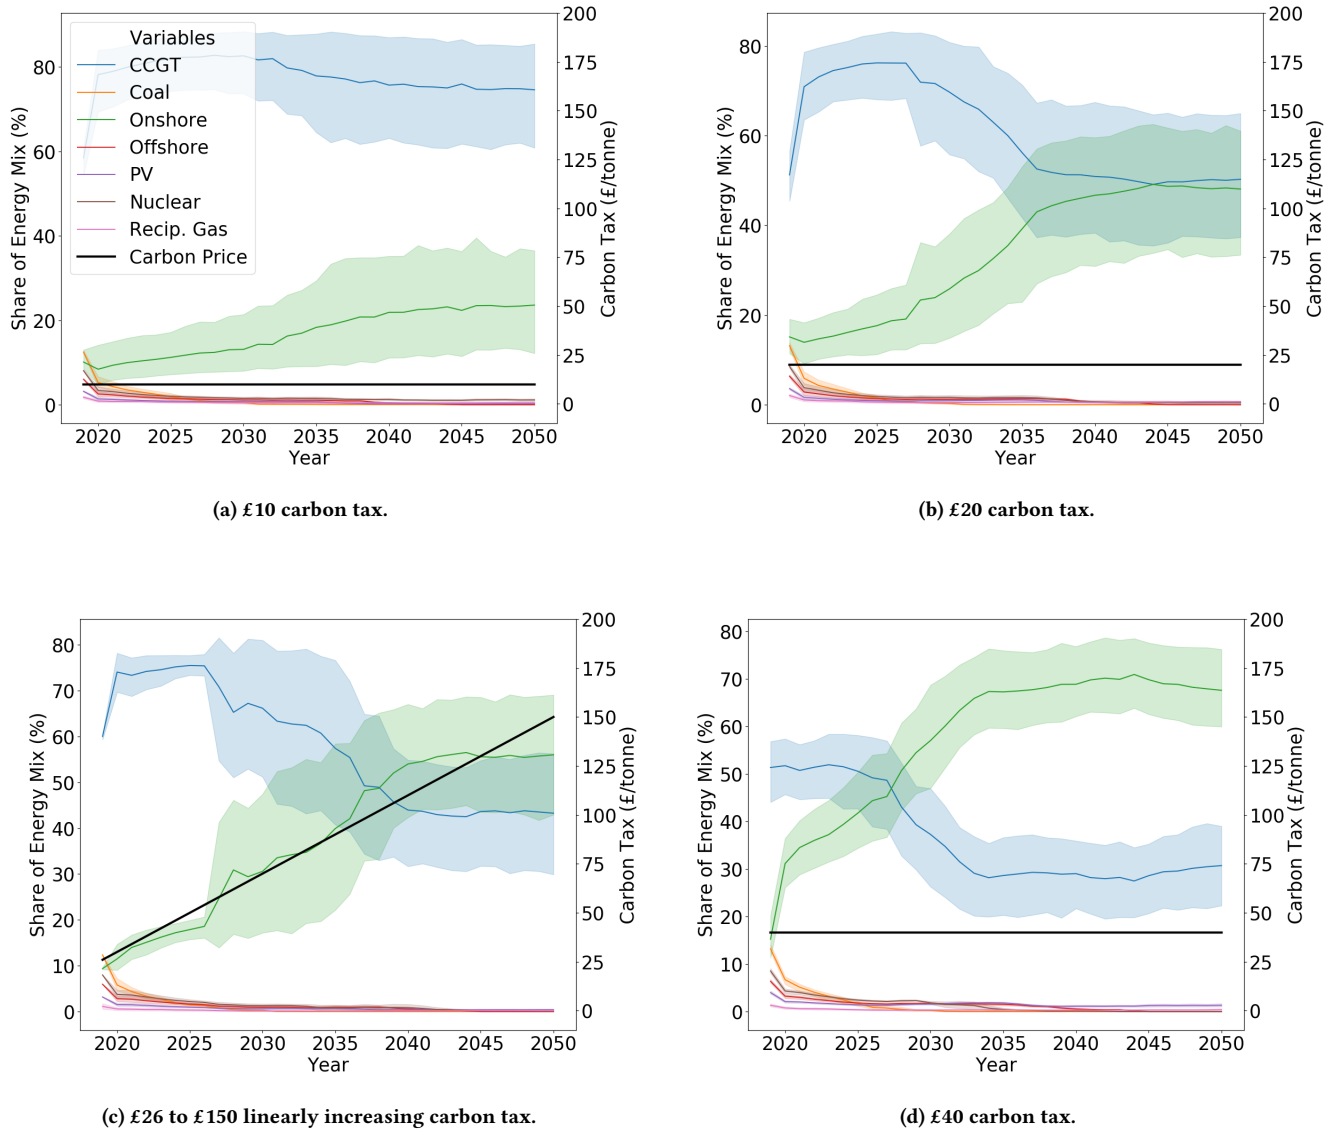 Variables
CCGT
Coal
Onshore
Offshore
PV
Nuclear
Recip. Gas
Carbon Price
Share of Energy Mix (%)
0
20
40
60
80
2020 2025 2030 2035 2040 2045 2050
Year
0
25
50
75
100
125
150
175
200
Carbon Tax (£/tonne)
(a) £10 carbon tax.
Share of Energy Mix (%)
0
20
40
60
80
2020 2025 2030 2035 2040 2045 2050
Year
0
25
50
75
100
125
150
175
200
Carbon Tax (£/tonne)
(b) £20 carbon tax.
Share of Energy Mix (%)
0
10
20
30
40
50
60
70
80
2020 2025 2030 2035 2040 2045 2050
Year
0
25
50
75
100
125
150
175
200
Carbon Tax (£/tonne)
(c) £26 to £150 linearly increasing carbon tax.
Share of Energy Mix (%)
0
10
20
30
40
50
60
70
80
2020 2025 2030 2035 2040 2045 2050
Year
0
25
50
75
100
125
150
175
200
Carbon Tax (£/tonne)
(d) £40 carbon tax.